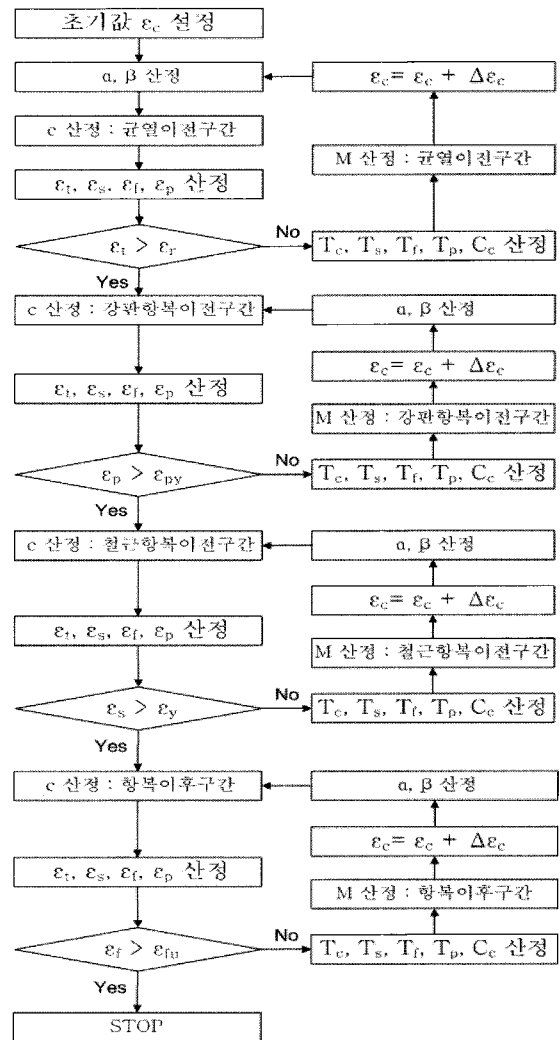 초기값 εc 설정
α, β 산정
εc= εc + Δεc
c 산정 : 균열이전구간
M 산정 : 균열이전구간
εt, εs, εf, εp 산정
εt > εr
No
Tc, Ts, Tf, Tp, Cc 산정
Yes
c 산정 : 강판항복이전구간
α, β 산정
εc= εc + Δεc
εt, εs, εf, εp 산정
M 산정 : 강판항복이전구간
εp > εpy
No
Tc, Ts, Tf, Tp, Cc 산정
Yes
c 산정 : 철근항복이전구간
α, β 산정
εc= εc + Δεc
εt, εs, εf, εp 산정
M 산정 : 철근항복이전구간
εs > εy
No
Tc, Ts, Tf, Tp, Cc 산정
Yes
c 산정 : 항복이후구간
α, β 산정
εc= εc + Δεc
εt, εs, εf, εp 산정
M 산정 : 항복이후구간
εf > εfu
No
Tc, Ts, Tf, Tp, Cc 산정
Yes
STOP